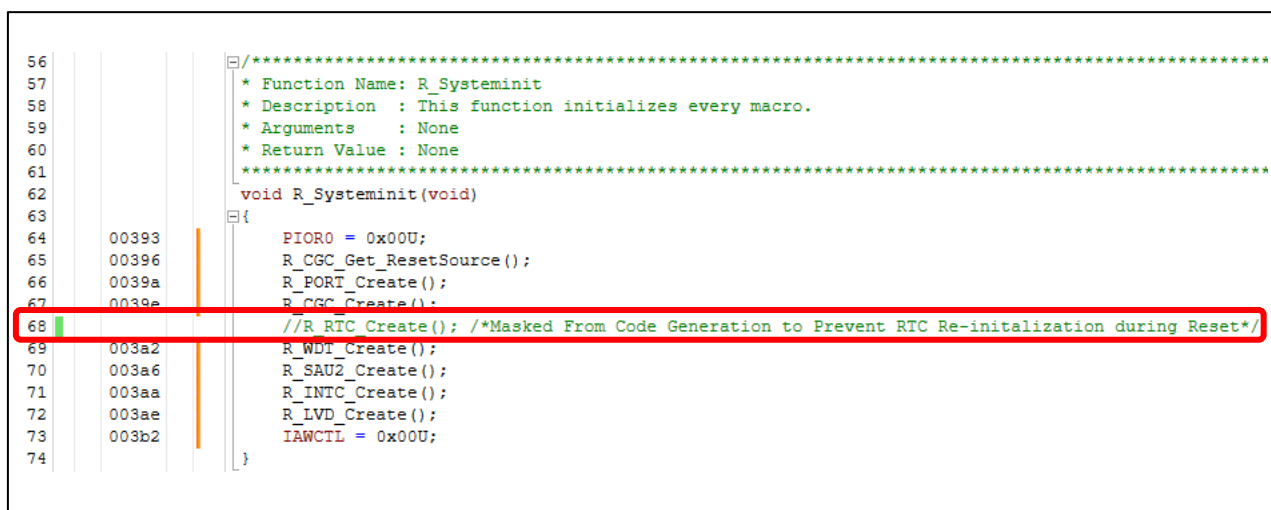 56 /****************************************************************************************************
57 * Function Name: R_Systeminit
58 * Description  : This function initializes every macro.
59 * Arguments    : None
60 * Return Value : None
61 ****************************************************************************************************
62 void R_Systeminit(void)
63 {
64 00393 PIOR0 = 0x00U;
65 00396 R_CGC_Get_ResetSource();
66 0039a R_PORT_Create();
67 0039e R_CGC_Create();
68 //R_RTC_Create(); /*Masked From Code Generation to Prevent RTC Re-initalization during Reset*/
69 003a2 R_WDT_Create();
70 003a6 R_SAU2_Create();
71 003aa R_INTC_Create();
72 003ae R_LVD_Create();
73 003b2 IAWCTL = 0x00U;
74 }